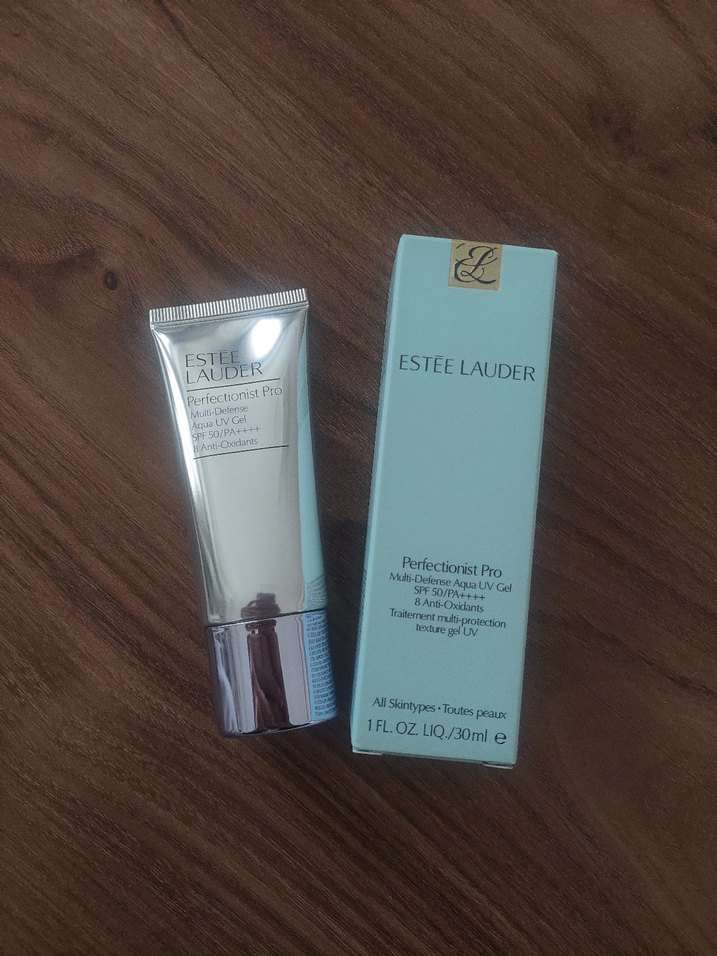 ESTĒE
LAUDER
Perfectionist Pro
Multi-Defense
Aqua UV Gel
SPF 50/PA++++
8 Anti-Oxidants
ESTĒE LAUDER
Perfectionist Pro
Multi-Defense Aqua UV Gel
SPF 50/PA++++
8 Anti-Oxidants
Traitement multi-protection
texture gel UV
All Skintypes • Toutes peaux
1 FL. OZ. LIQ./30ml e